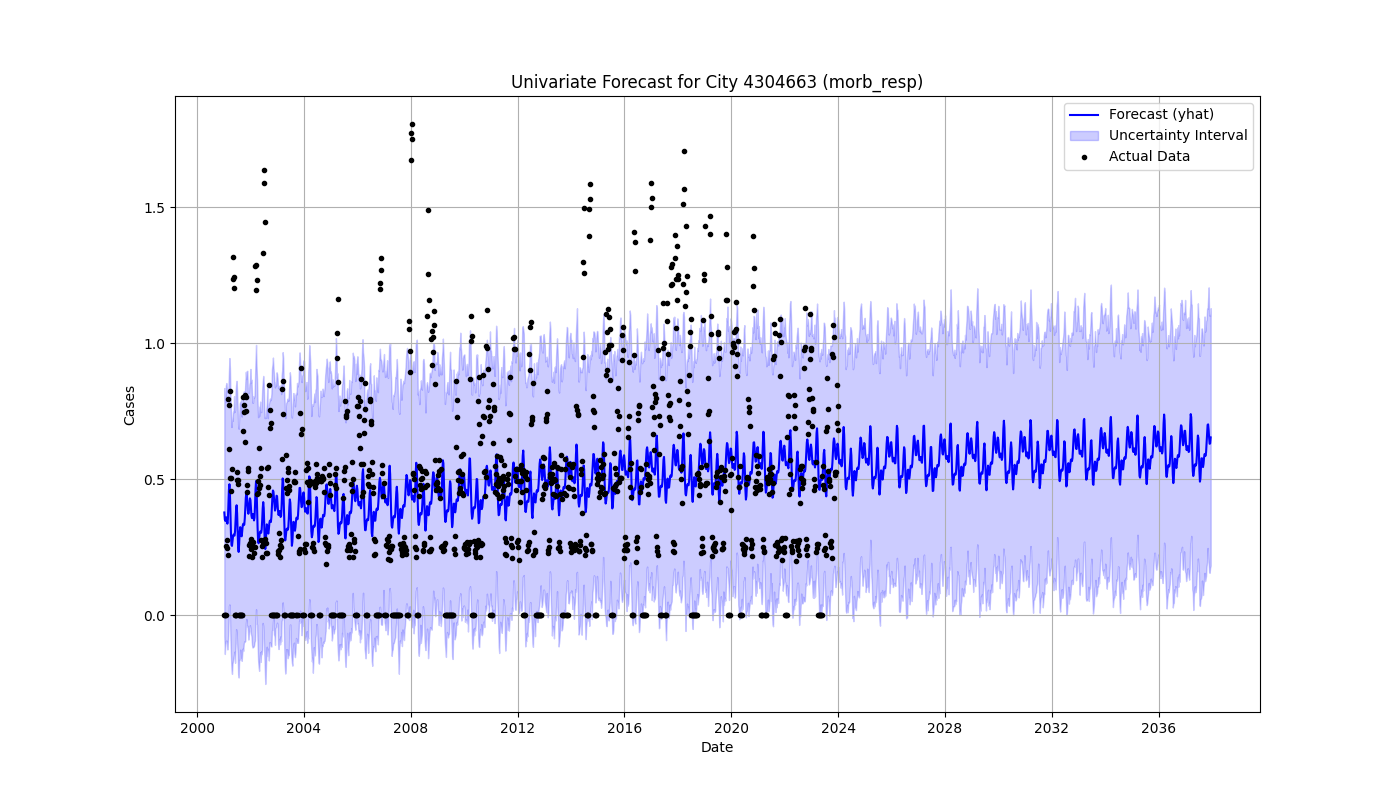 Univariate Forecast for City 4304663 (morb_resp)
Forecast (yhat)
Uncertainty Interval
Actual Data
Cases
1.5
1.0
0.5
0.0
2000 2004 2008 2012 2016 2020 2024 2028 2032 2036
Date